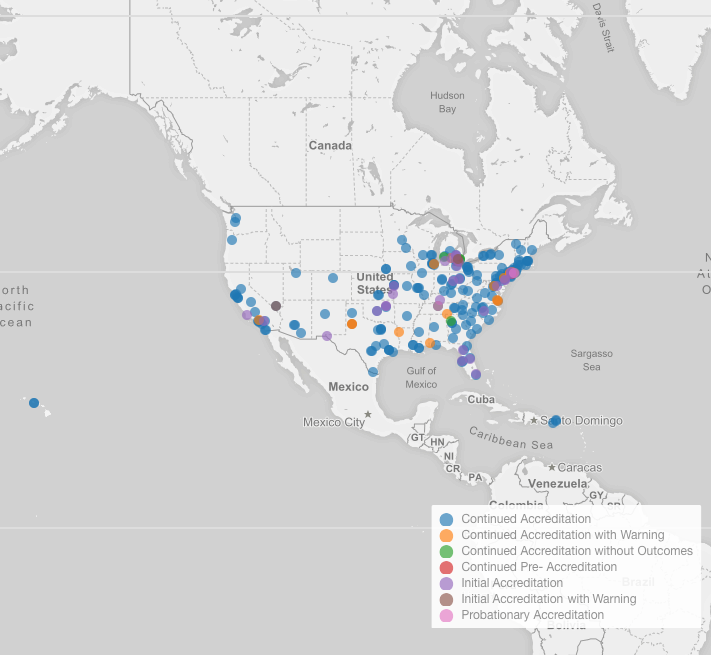 Davis Strait
Hudson
Bay
Canada
N
A
O
orth
acific
cean
United
States
Sargasso
Sea
Gulf of
Mexico
Mexico
Cuba
Mexico City
Santo Domingo
Caribbean Sea
GT
HN
NI
CR
PA
Caracas
Venezuela
GY
Colombia
Continued Accreditation
Continued Accreditation with Warning
Continued Accreditation without Outcomes
Continued Pre- Accreditation
Initial Accreditation
Initial Accreditation with Warning
Probationary Accreditation
Brazil
Bolivia